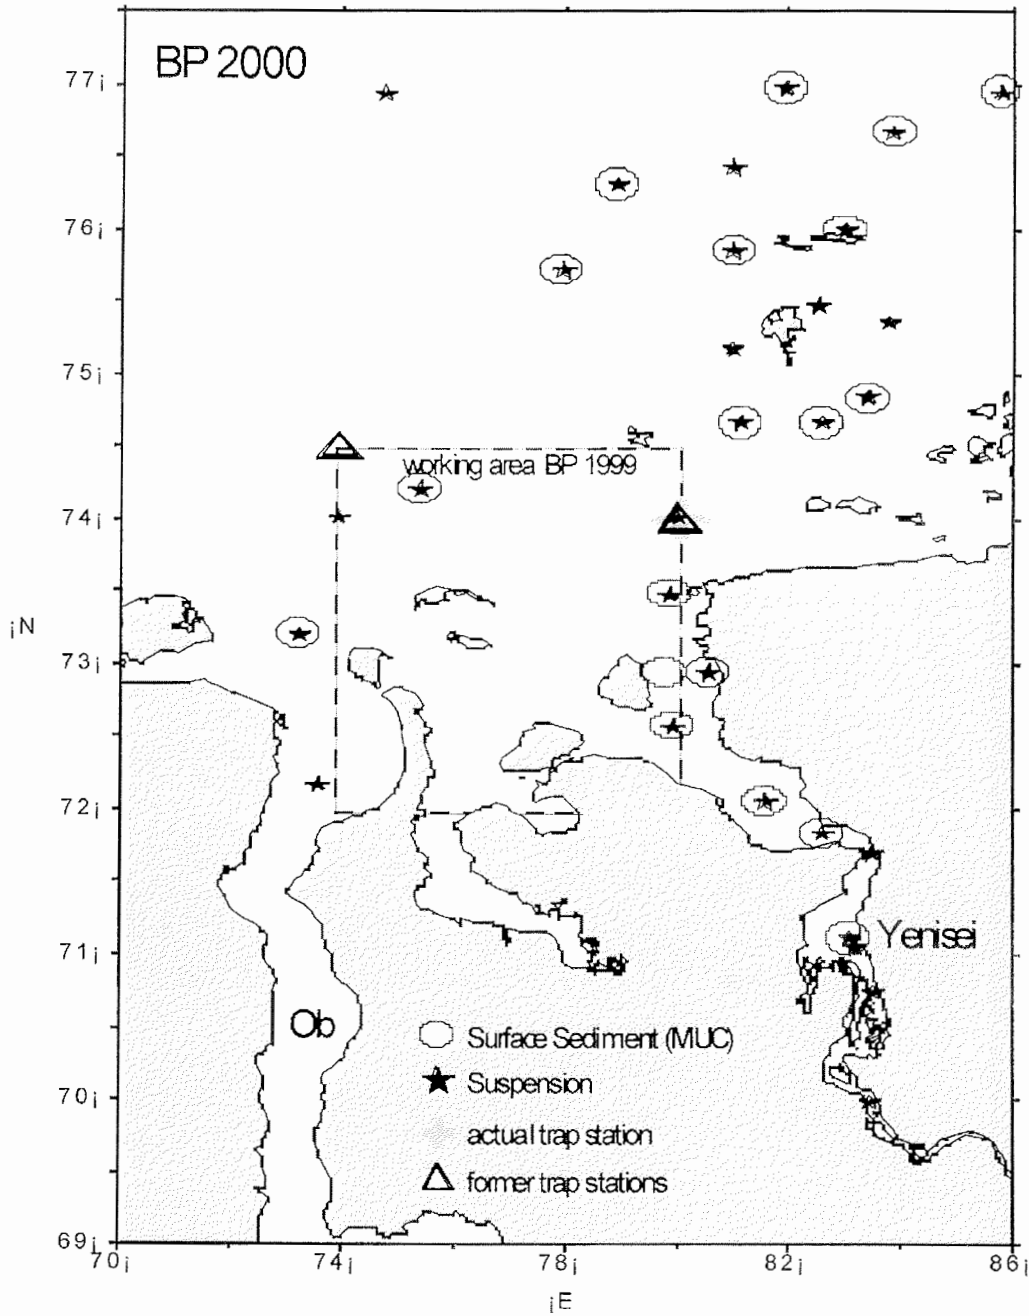 BP 2000
77¡
76¡
75¡
working area BP 1999
74¡
¡N
73¡
72¡
Yenisei
71¡
Ob
Surface Sediment (MUC)
Suspension
70¡
actual trap station
former trap stations
69¡
70¡ 74¡ 78¡ 82¡ 86¡
¡E